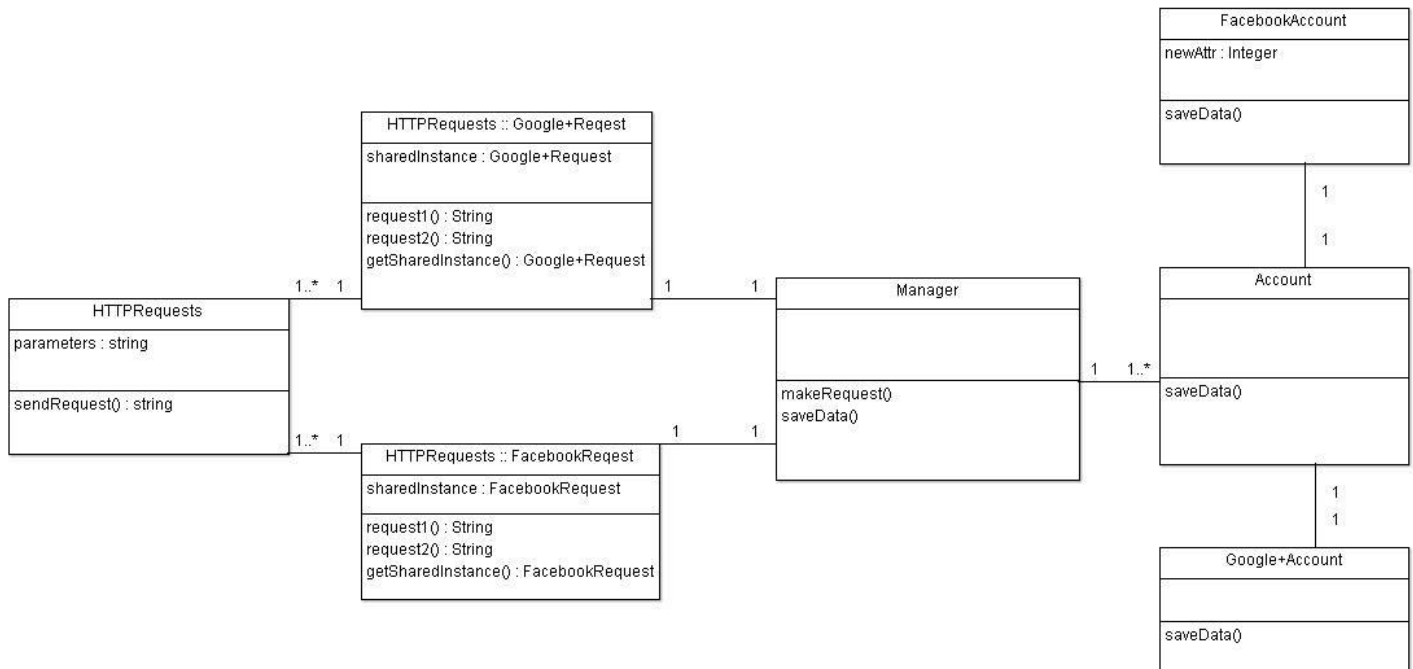 FacebookAccount
newAttr : Integer
saveData()
1
1
HTTPRequests :: Google+Reqest
sharedInstance : Google+Request
request1() : String
request2() : String
getSharedInstance() : Google+Request
1..* 1
1 1
HTTPRequests
parameters : string
sendRequest() : string
1..* 1
HTTPRequests :: FacebookReqest
sharedInstance : FacebookRequest
request1() : String
request2() : String
getSharedInstance() : FacebookRequest
1 1
Manager
makeRequest()
saveData()
1 1..*
Account
saveData()
1
1
Google+Account
saveData()